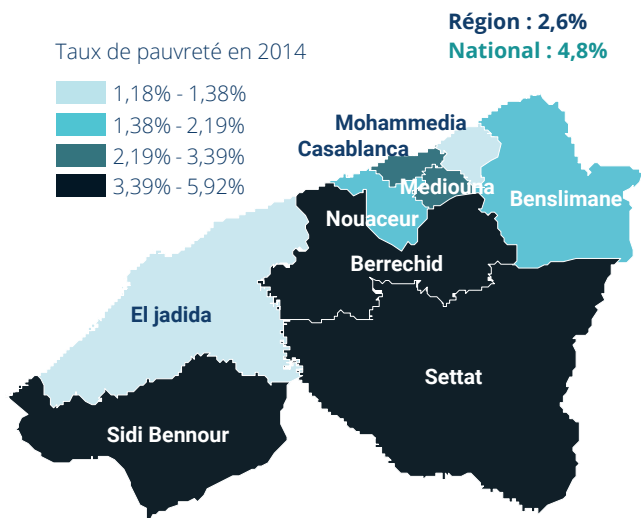 Région : 2,6%
National : 4,8%
Taux de pauvreté en 2014
1,18% - 1,38%
1,38% - 2,19%
2,19% - 3,39%
3,39% - 5,92%
Mohammedia
Casablanca
Médiouna
Benslimane
Nouaceur
Berrechid
El jadida
Settat
Sidi Bennour